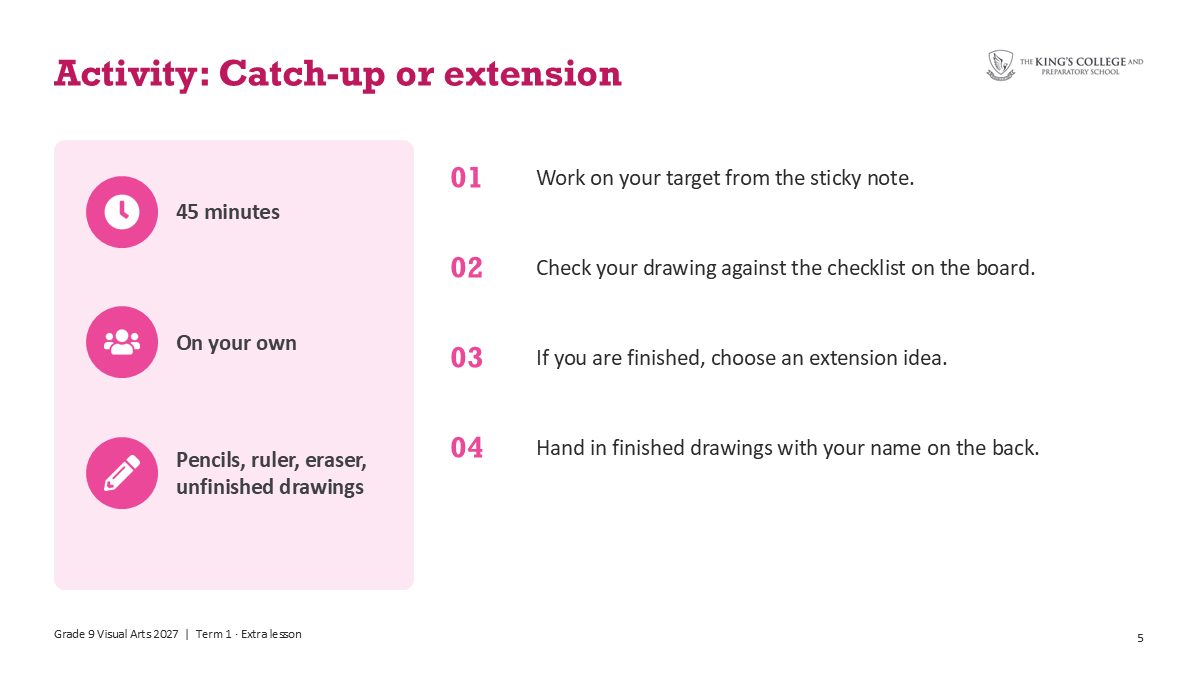 Activity: Catch-up or extension
THE KING'S COLLEGE AND
PREPARATORY SCHOOL
45 minutes
On your own
Pencils, ruler, eraser,
unfinished drawings
01 Work on your target from the sticky note.
02 Check your drawing against the checklist on the board.
03 If you are finished, choose an extension idea.
04 Hand in finished drawings with your name on the back.
Grade 9 Visual Arts 2027 | Term 1 · Extra lesson
5